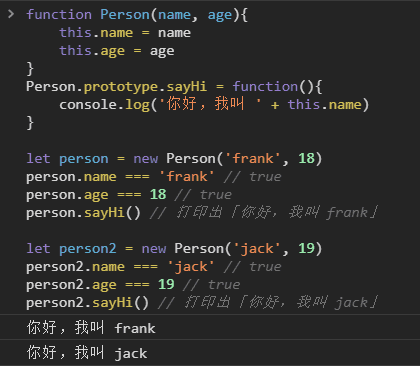 function Person(name, age){
    this.name = name
    this.age = age
}
Person.prototype.sayHi = function(){
    console.log('你好，我叫 ' + this.name)
}

let person = new Person('frank', 18)
person.name === 'frank' // true
person.age === 18 // true
person.sayHi() // 打印出「你好，我叫 frank」

let person2 = new Person('jack', 19)
person2.name === 'jack' // true
person2.age === 19 // true
person2.sayHi() // 打印出「你好，我叫 jack」
你好，我叫 frank
你好，我叫 jack